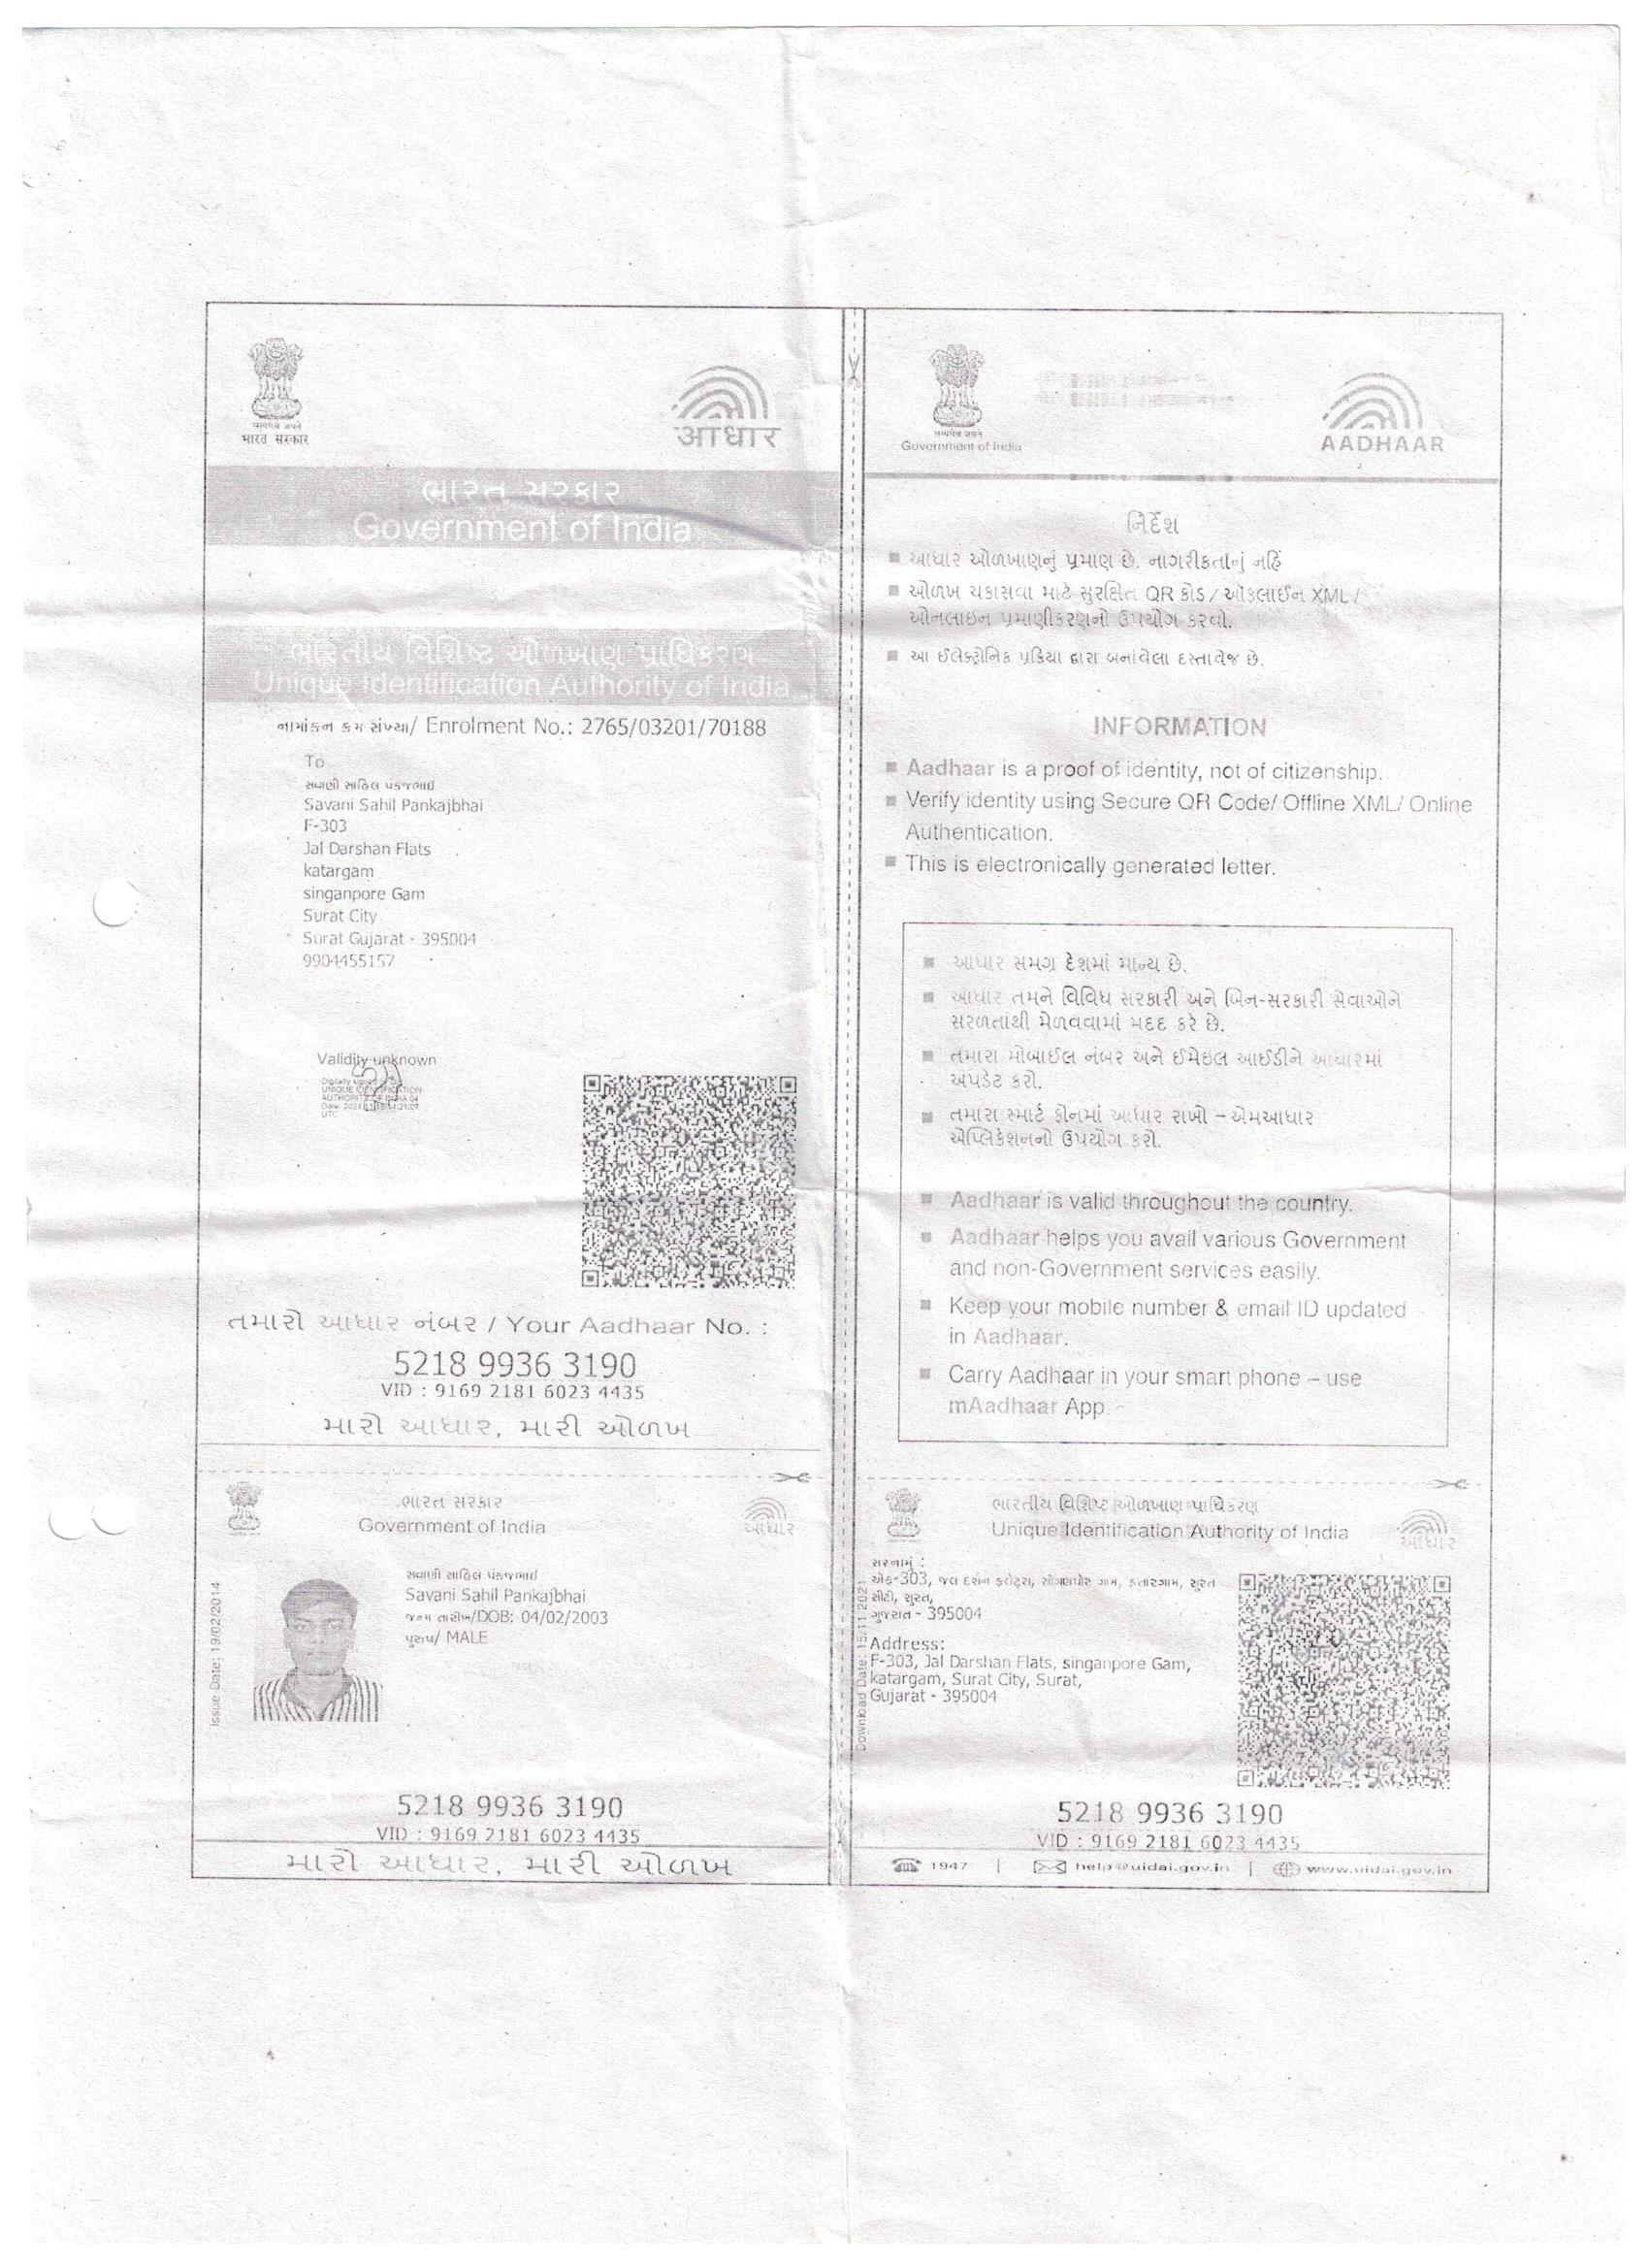 सत्यमेव जयते
भारत सरकार
आधार
ભારત સરકાર
Government of India
ભારતીય વિશિષ્ટ ઓળખાણ પ્રાધિકરણ
Unique Identification Authority of India
નામાંકન ક્રમ સંખ્યા/ Enrolment No.: 2765/03201/70188
To
સવાણી સાહિલ પંકજભાઈ
Savani Sahil Pankajbhai
F-303
Jal Darshan Flats
katargam
singanpore Gam
Surat City
Surat Gujarat - 395004
9904455157
Validity unknown
Digitally signed by
UNIQUE IDENTIFICATION
AUTHORITY OF INDIA 04
UTC
તમારો આધાર નંબર / Your Aadhaar No. :
5218 9936 3190
VID : 9169 2181 6023 4435
મારો આધાર, મારી ઓળખ
ભારત સરકાર
Government of India
આધાર
Issue Date: 19/02/2014
સવાણી સાહિલ પંકજભાઈ
Savani Sahil Pankajbhai
જન્મ તારીખ/DOB: 04/02/2003
પુરુષ/ MALE
5218 9936 3190
VID : 9169 2181 6023 4435
મારો આધાર, મારી ઓળખ
सत्यमेव जयते
Government of India
AADHAAR
નિર્દેશ
■ આધાર ઓળખાણનું પ્રમાણ છે. નાગરીકતાનું નહિં
■ ઓળખ ચકાસવા માટે સુરક્ષિત QR કોડ / ઑફલાઈન XML /
ઓનલાઇન પ્રમાણીકરણનો ઉપયોગ કરવો.
■ આ ઈલેક્ટ્રોનિક પ્રક્રિયા દ્વારા બનાવેલા દસ્તાવેજ છે.
INFORMATION
■ Aadhaar is a proof of identity, not of citizenship.
■ Verify identity using Secure QR Code/ Offline XML/ Online
Authentication.
■ This is electronically generated letter.
■ આધાર સમગ્ર દેશમાં માન્ય છે.
■ આધાર તમને વિવિધ સરકારી અને બિન-સરકારી સેવાઓને
સરળતાથી મેળવવામાં મદદ કરે છે.
■ તમારા મોબાઈલ નંબર અને ઈમેઇલ આઈડીને આધારમાં
અપડેટ કરો.
■ તમારા સ્માર્ટ ફોનમાં આધાર રાખો – એમઆધાર
એપ્લિકેશનનો ઉપયોગ કરો.
■ Aadhaar is valid throughout the country.
■ Aadhaar helps you avail various Government
and non-Government services easily.
■ Keep your mobile number & email ID updated
in Aadhaar.
■ Carry Aadhaar in your smart phone – use
mAadhaar App.
ભારતીય વિશિષ્ટ ઓળખાણ પ્રાધિકરણ
Unique Identification Authority of India
આધાર
Download Date: 15/11/2021
સરનામું :
એફ-303, જલ દર્શન ફ્લેટ્સ, સીંગણપોર ગામ, કતારગામ, સુરત
સીટી, સુરત,
ગુજરાત - 395004
Address:
F-303, Jal Darshan Flats, singanpore Gam,
katargam, Surat City, Surat,
Gujarat - 395004
5218 9936 3190
VID : 9169 2181 6023 4435
1947 | help@uidai.gov.in | www.uidai.gov.in